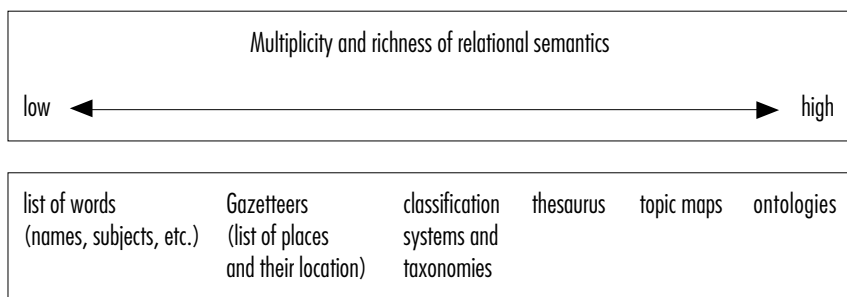 Multiplicity and richness of relational semantics
low high
list of words Gazetteers classification thesaurus topic maps ontologies
(names, subjects, etc.) (list of places systems and
and their location) taxonomies